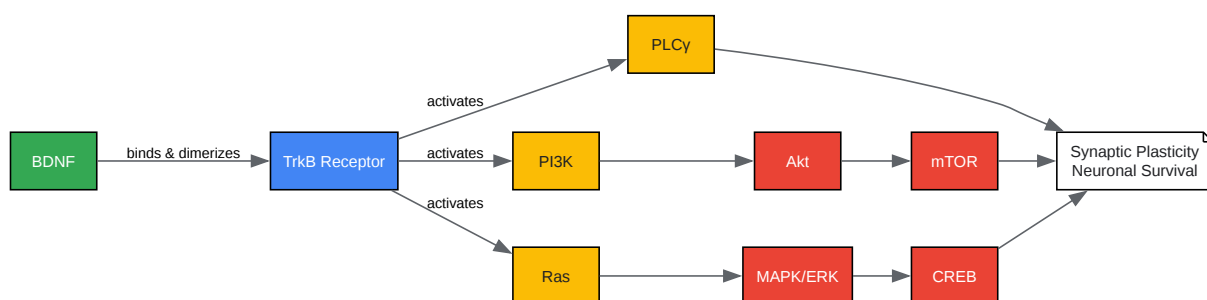 PLCγ
activates
BDNF
binds & dimerizes
TrkB Receptor
activates
PI3K
Akt
mTOR
Synaptic Plasticity
Neuronal Survival
activates
Ras
MAPK/ERK
CREB